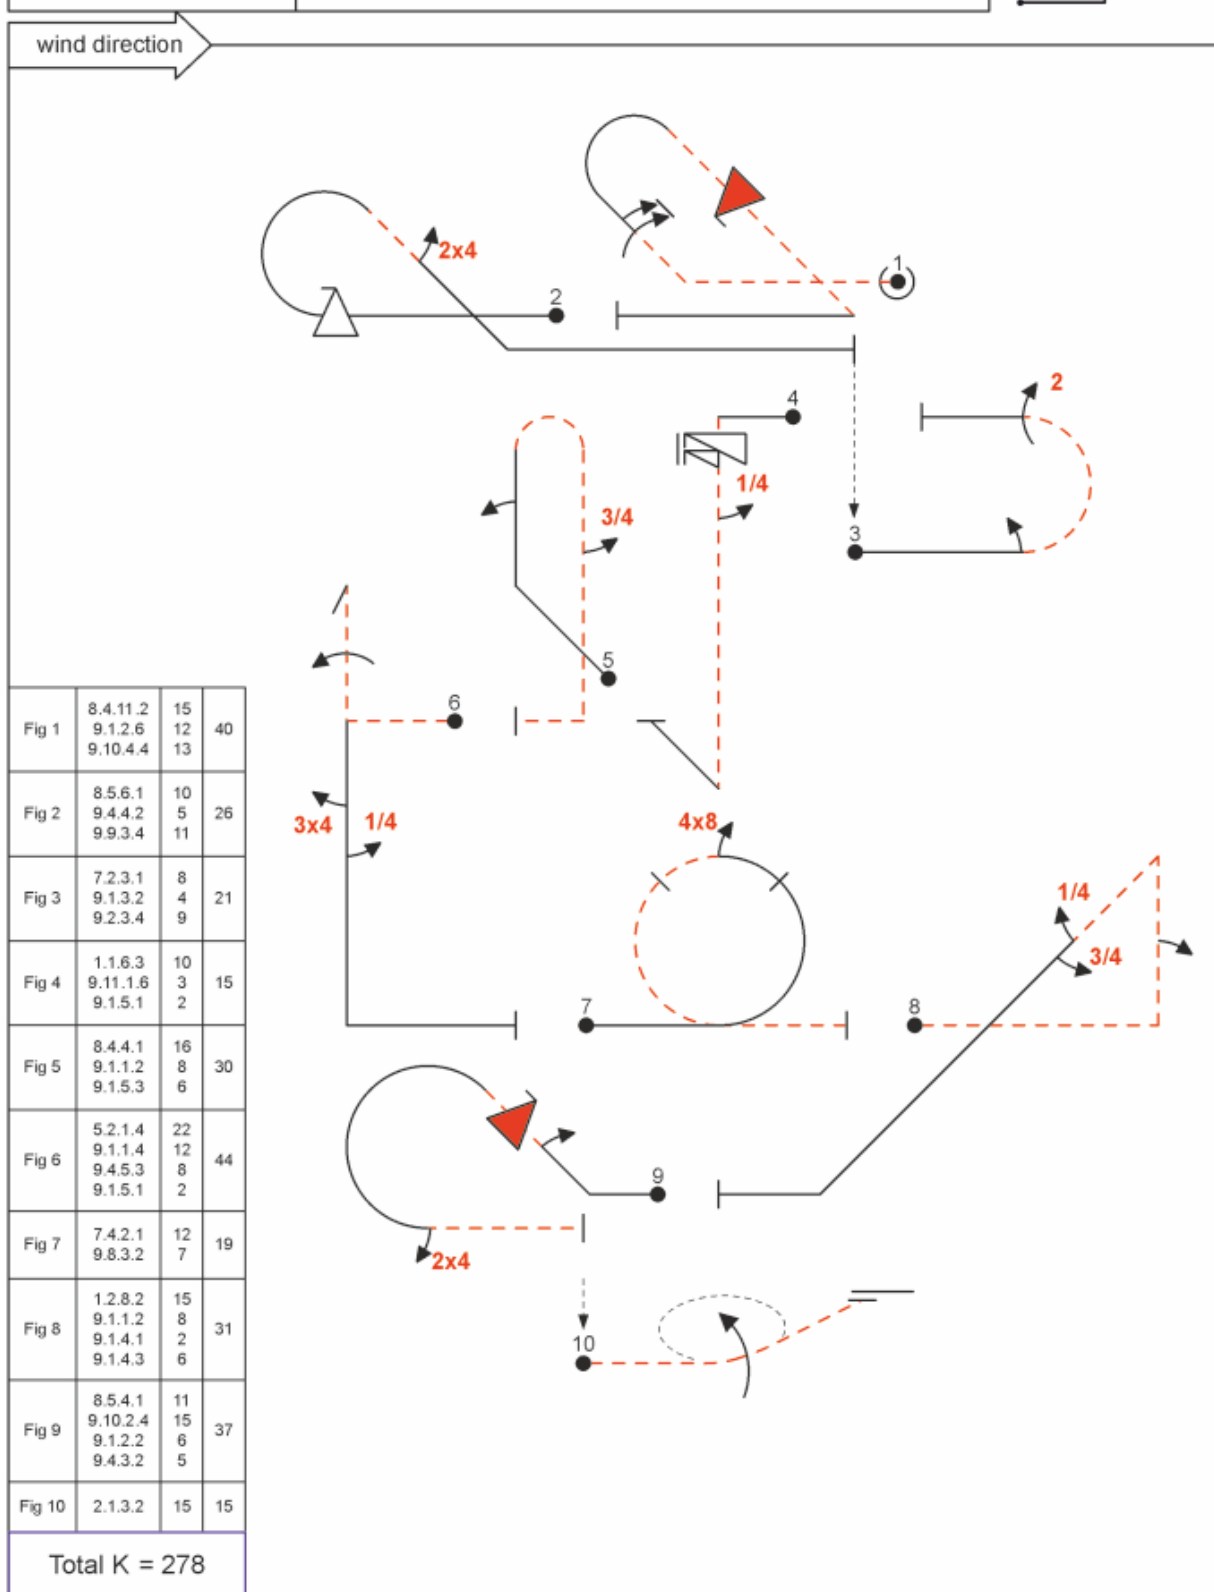 wind direction
1
2x4
2
2
4
1/4
3/4
3
5
6
3x4
1/4
4x8
1/4
3/4
7
8
9
2x4
10
Fig 1 8.4.11.2 15 40
9.1.2.6 12
9.10.4.4 13
Fig 2 8.5.6.1 10 26
9.4.4.2 5
9.9.3.4 11
Fig 3 7.2.3.1 8 21
9.1.3.2 4
9.2.3.4 9
Fig 4 1.1.6.3 10 15
9.11.1.6 3
9.1.5.1 2
Fig 5 8.4.4.1 16 30
9.1.1.2 8
9.1.5.3 6
Fig 6 5.2.1.4 22 44
9.1.1.4 12
9.4.5.3 8
9.1.5.1 2
Fig 7 7.4.2.1 12 19
9.8.3.2 7
Fig 8 1.2.8.2 15 31
9.1.1.2 8
9.1.4.1 2
9.1.4.3 6
Fig 9 8.5.4.1 11 37
9.10.2.4 15
9.1.2.2 6
9.4.3.2 5
Fig 10 2.1.3.2 15 15
Total K = 278